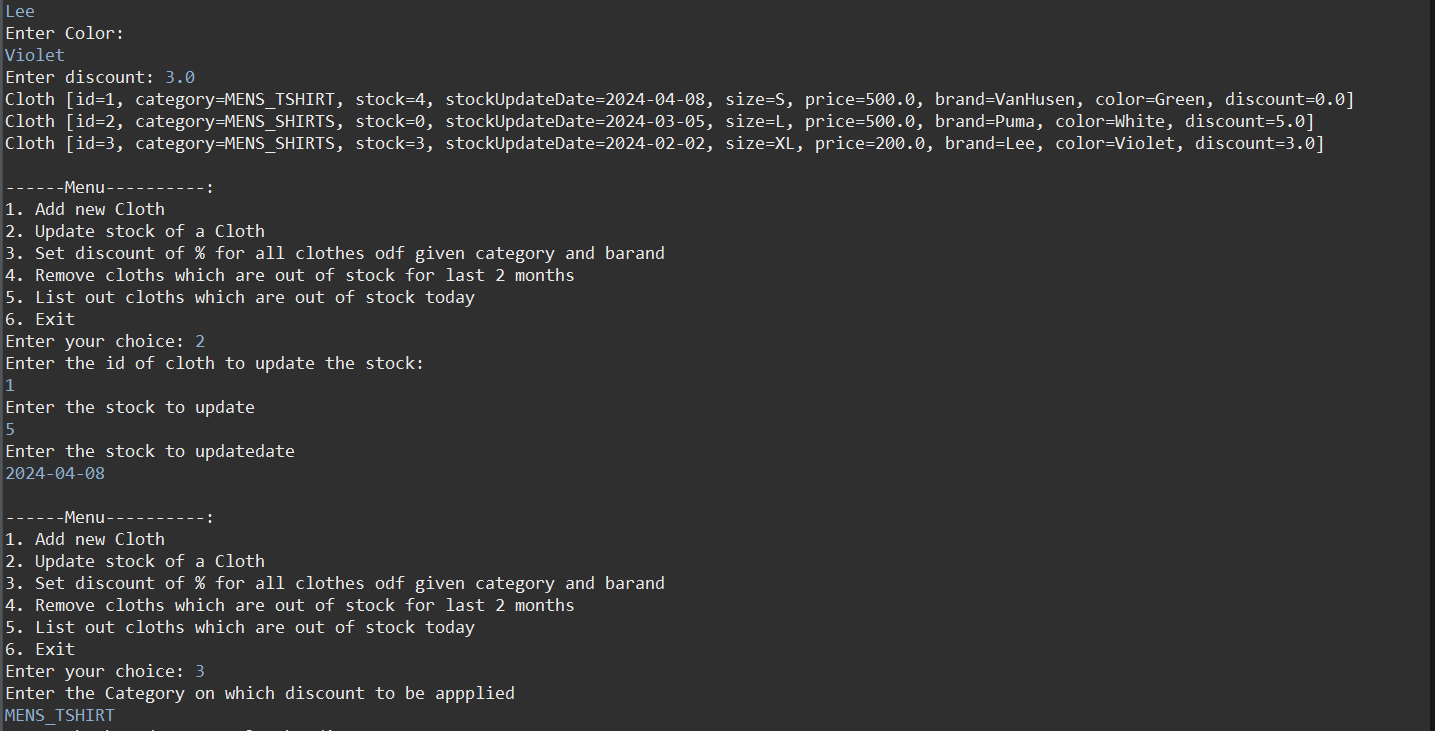 Lee
Enter Color:
Violet
Enter discount: 3.0
Cloth [id=1, category=MENS_TSHIRT, stock=4, stockUpdateDate=2024-04-08, size=S, price=500.0, brand=VanHusen, color=Green, discount=0.0]
Cloth [id=2, category=MENS_SHIRTS, stock=0, stockUpdateDate=2024-03-05, size=L, price=500.0, brand=Puma, color=White, discount=5.0]
Cloth [id=3, category=MENS_SHIRTS, stock=3, stockUpdateDate=2024-02-02, size=XL, price=200.0, brand=Lee, color=Violet, discount=3.0]
------Menu----------:
1. Add new Cloth
2. Update stock of a Cloth
3. Set discount of % for all clothes odf given category and barand
4. Remove cloths which are out of stock for last 2 months
5. List out cloths which are out of stock today
6. Exit
Enter your choice: 2
Enter the id of cloth to update the stock:
1
Enter the stock to update
5
Enter the stock to updatedate
2024-04-08
------Menu----------:
1. Add new Cloth
2. Update stock of a Cloth
3. Set discount of % for all clothes odf given category and barand
4. Remove cloths which are out of stock for last 2 months
5. List out cloths which are out of stock today
6. Exit
Enter your choice: 3
Enter the Category on which discount to be appplied
MENS_TSHIRT